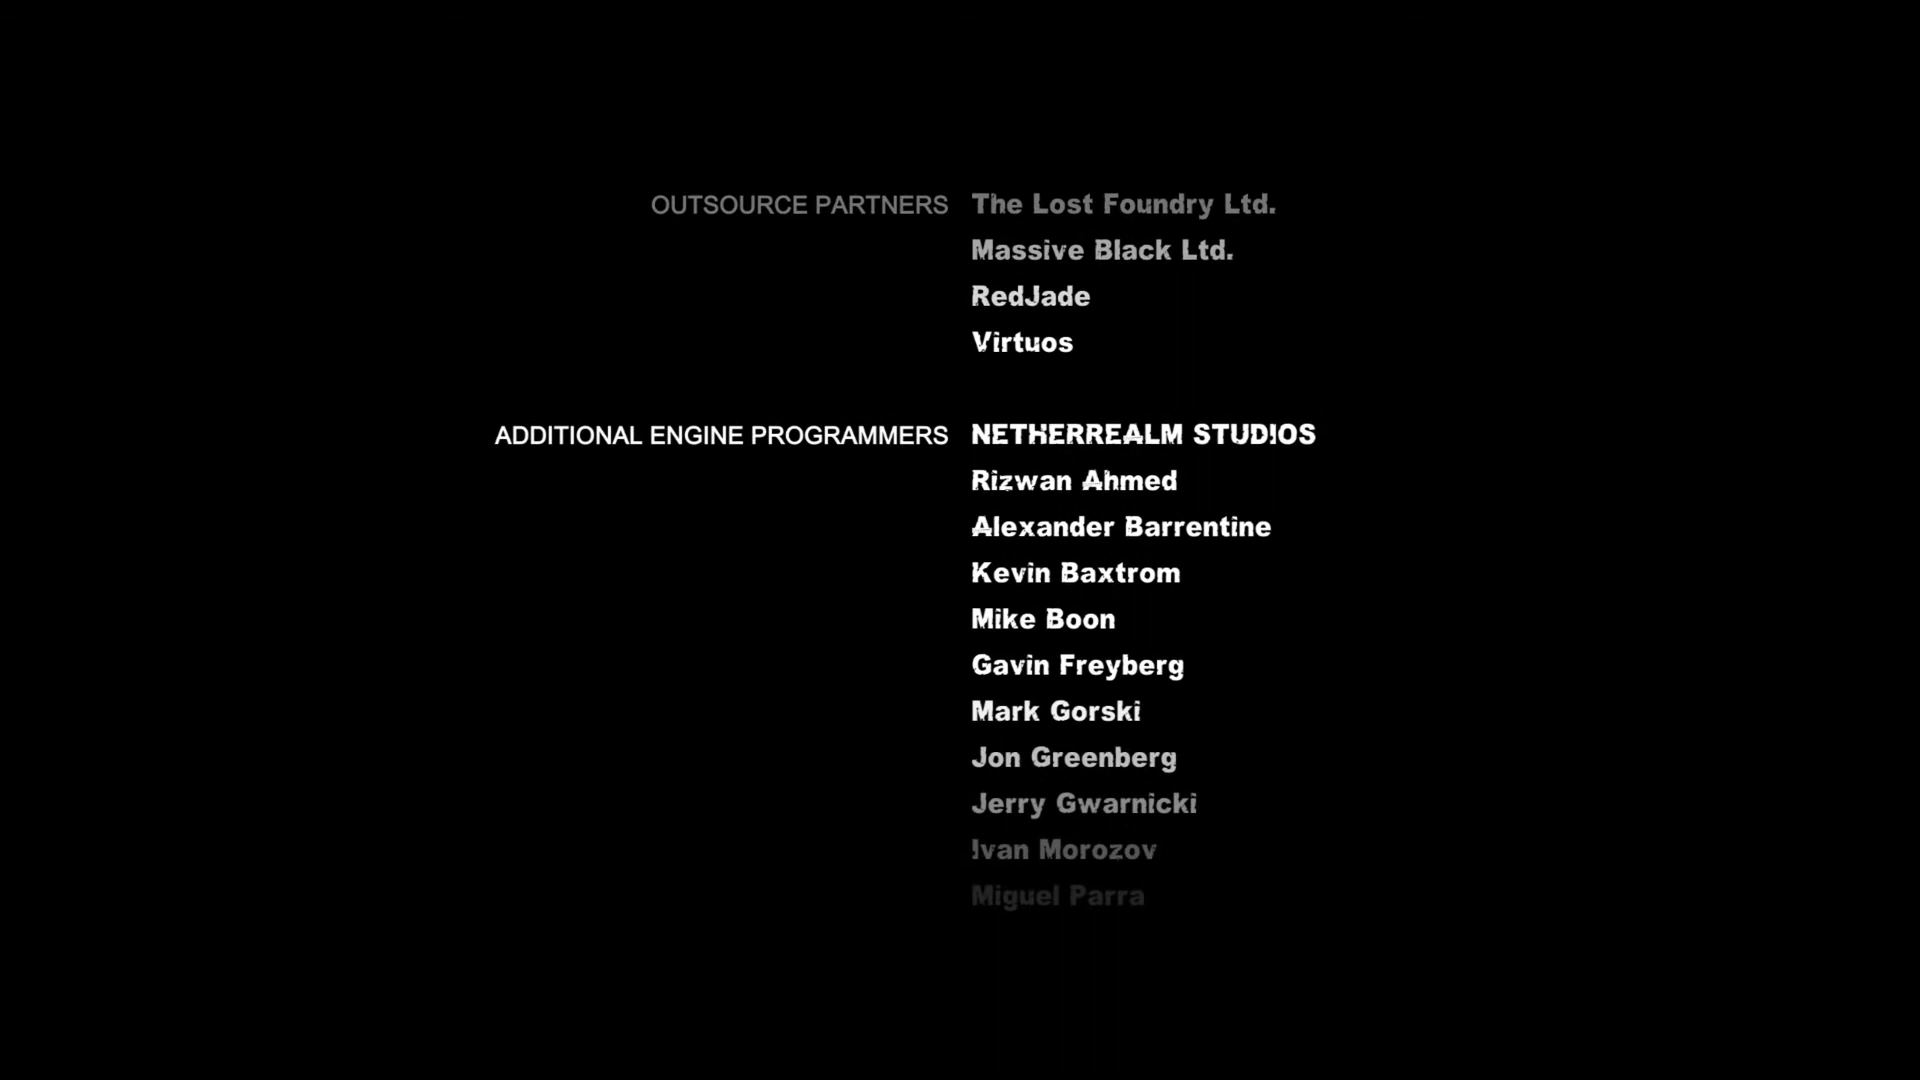 OUTSOURCE PARTNERS The Lost Foundry Ltd.
Massive Black Ltd.
RedJade
Virtuos
ADDITIONAL ENGINE PROGRAMMERS NETHERREALM STUDIOS
Rizwan Ahmed
Alexander Barrentine
Kevin Baxtrom
Mike Boon
Gavin Freyberg
Mark Gorski
Jon Greenberg
Jerry Gwarnicki
Ivan Morozov
Miguel Parra